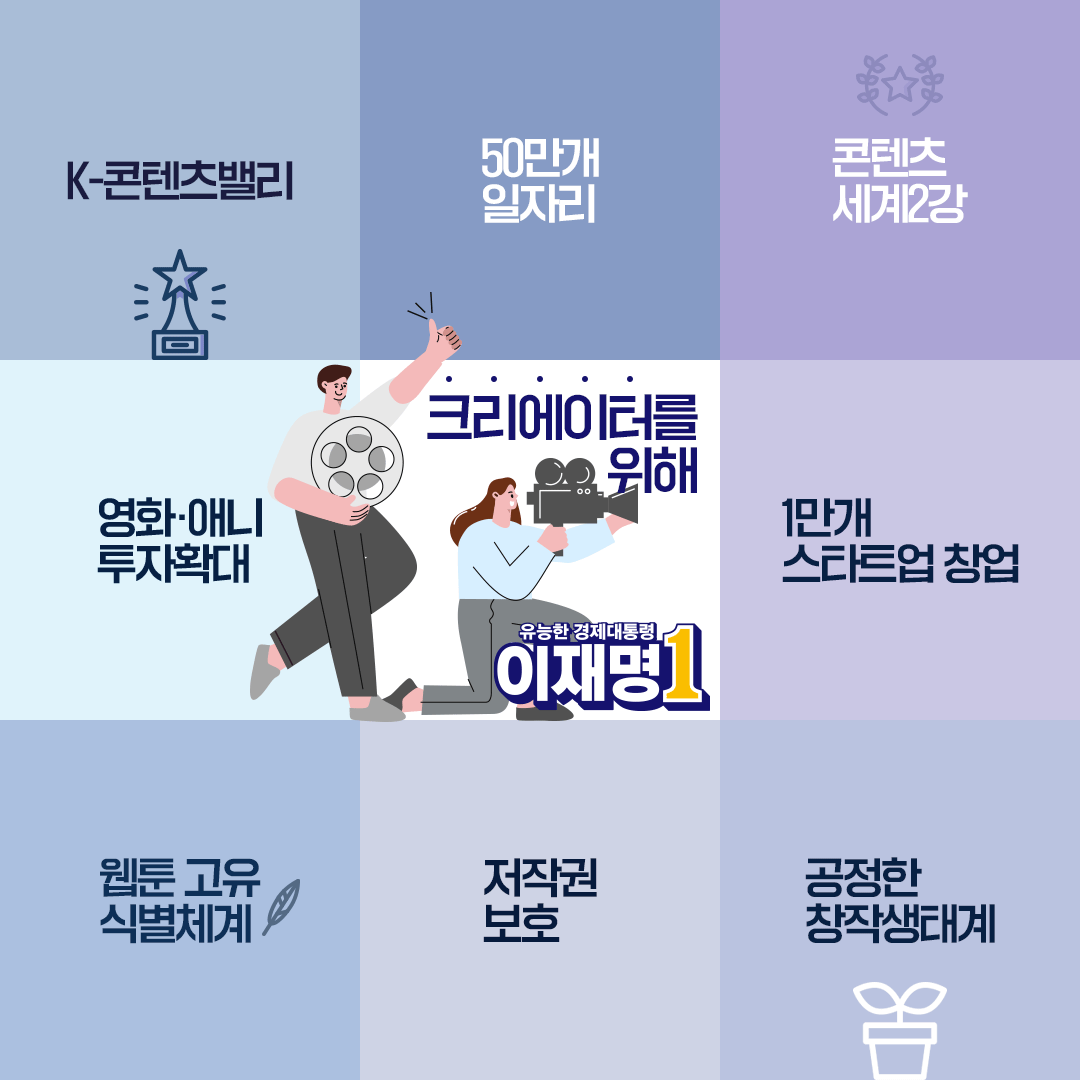 K-콘텐츠밸리
50만개
일자리
콘텐츠
세계2강
영화·애니
투자확대
크리에이터를
위해
유능한 경제대통령
이재명1
1만개
스타트업 창업
웹툰 고유
식별체계
저작권
보호
공정한
창작생태계